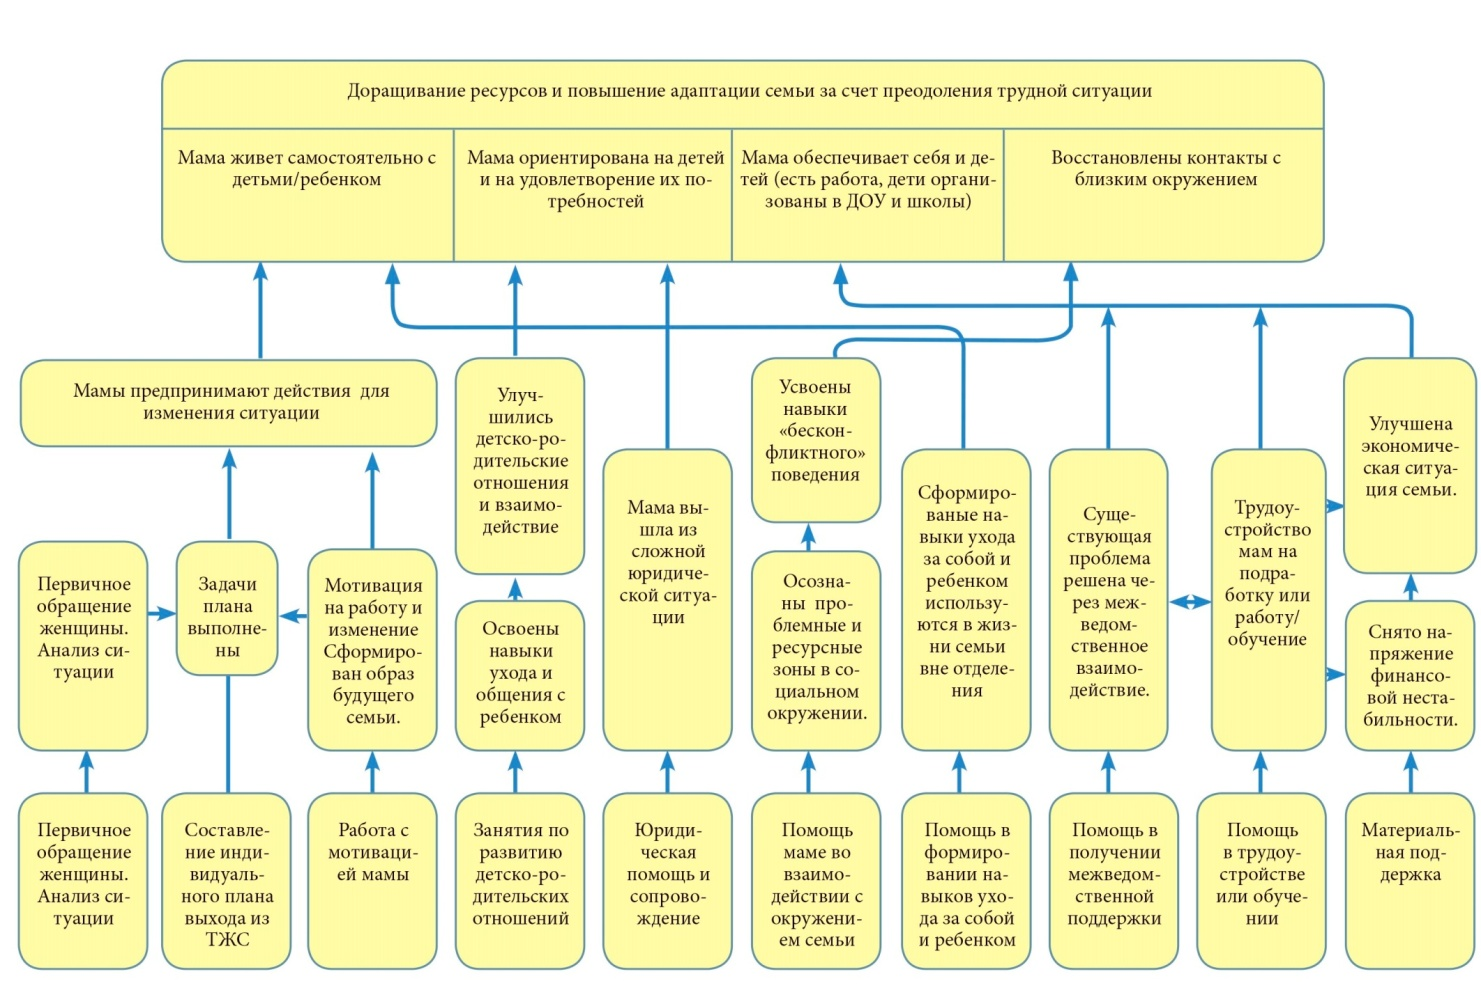 Доращивание ресурсов и повышение адаптации семьи за счет преодоления трудной ситуации
Мама живет самостоятельно с
детьми/ребенком
Мама ориентирована на детей
и на удовлетворение их по-
требностей
Мама обеспечивает себя и де-
тей (есть работа, дети органи-
зованы в ДОУ и школы)
Восстановлены контакты с
близким окружением
Мамы предпринимают действия для
изменения ситуации
Улуч-
шились
детско-ро-
дительские
отношения
и взаимо-
действие
Усвоены
навыки
«бескон-
фликтного»
поведения
Улучшена
экономиче-
ская ситуа-
ция семьи.
Мама вы-
шла из
сложной
юридиче-
ской ситуа-
ции
Сформиро-
ваные на-
выки ухода
за собой и
ребенком
использу-
ются в жиз-
ни семьи
вне отделе-
ния
Суще-
ствующая
проблема
решена че-
рез меж-
ведом-
ственное
взаимо-
действие.
Трудоу-
стройство
мам на
подра-
ботку или
работу/
обучение
Первичное
обращение
женщины.
Анализ си-
туации
Задачи
плана
выполне-
ны
Мотивация
на работу и
изменение
Сформиро-
ван образ
будущего
семьи.
Освоены
навыки
ухода и
общения с
ребенком
Осозна-
ны про-
блемные и
ресурсные
зоны в со-
циальном
окружении.
Снято на-
пряжение
финансо-
вой неста-
бильности.
Первичное
обращение
женщины.
Анализ си-
туации
Составле-
ние инди-
видуаль-
ного плана
выхода из
ТЖС
Работа с
мотиваци-
ей мамы
Занятия по
развитию
детско-ро-
дительских
отношений
Юриди-
ческая
помощь и
сопрово-
ждение
Помощь
маме во
взаимо-
действии с
окружени-
ем семьи
Помощь в
формиро-
вании на-
выков ухо-
да за собой
и ребенком
Помощь в
получении
межведом-
ственной
поддержки
Помощь
в трудоу-
стройстве
или обуче-
нии
Материаль-
ная под-
держка